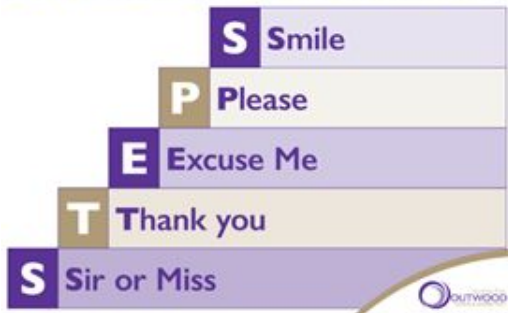 S Smile
P Please
E Excuse Me
T Thank you
S Sir or Miss
OUTWOOD